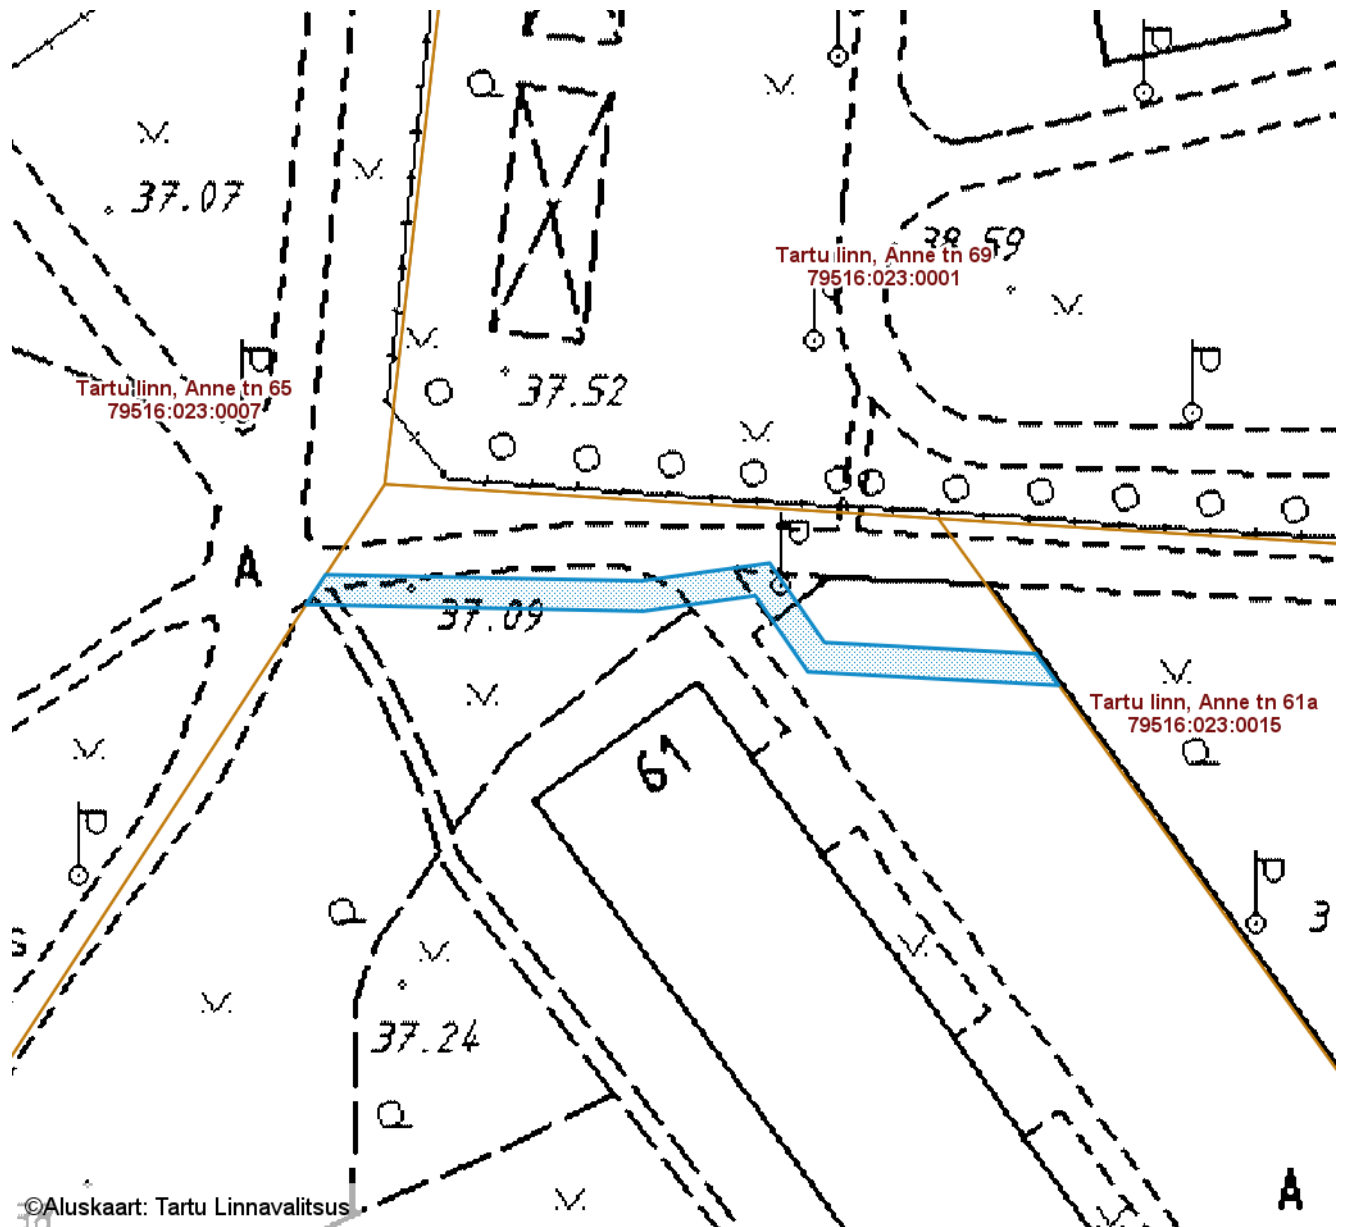 37.07
38.59
Tartu linn, Anne tn 69
79516:023:0001
Tartu linn, Anne tn 65
79516:023:0007
37.52
A
37.09
Tartu linn, Anne tn 61a
79516:023:0015
61
3
37.24
A
©Aluskaart: Tartu Linnavalitsus